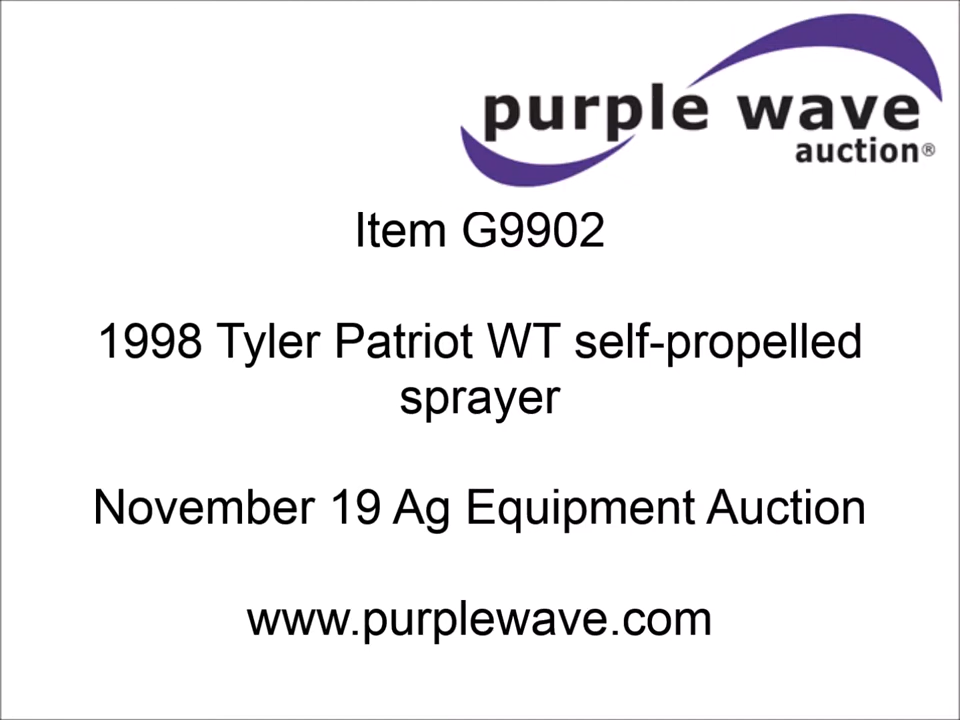 purple wave
auction®
Item G9902
1998 Tyler Patriot WT self-propelled
sprayer
November 19 Ag Equipment Auction
www.purplewave.com